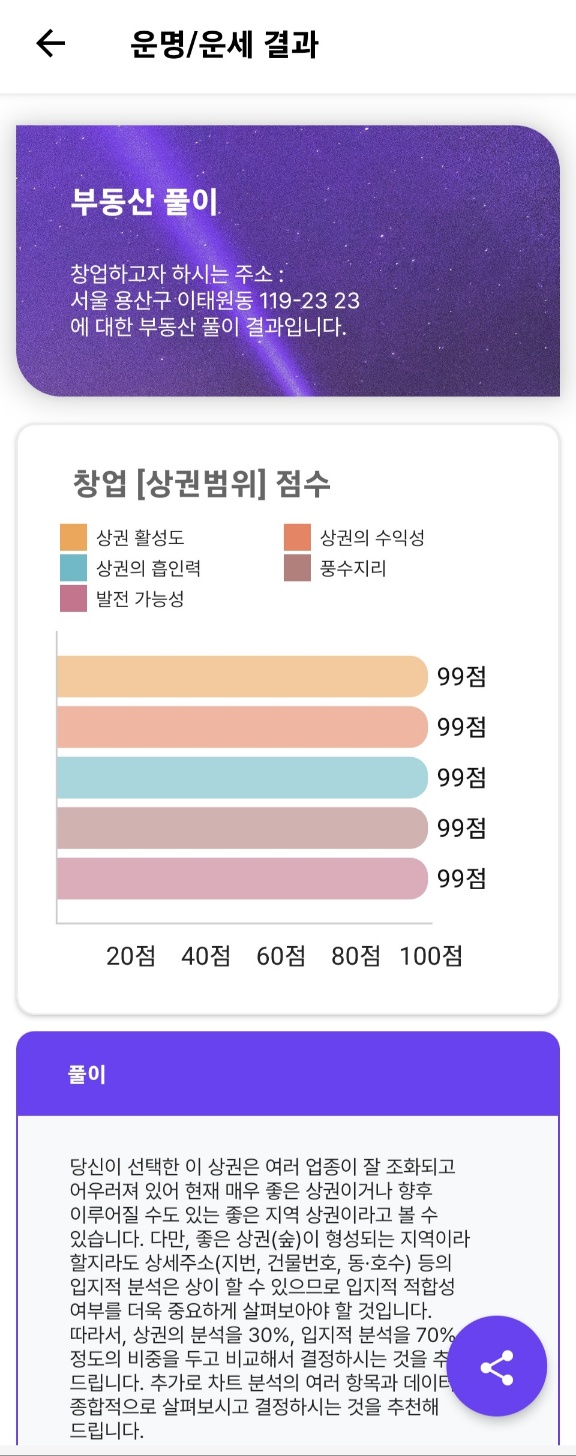 운명/운세 결과
부동산 풀이
창업하고자 하시는 주소 :
서울 용산구 이태원동 119-23 23
에 대한 부동산 풀이 결과입니다.
창업 [상권범위] 점수
상권 활성도
상권의 수익성
상권의 흡인력
풍수지리
발전 가능성
99점
99점
99점
99점
99점
20점 40점 60점 80점 100점
풀이
당신이 선택한 이 상권은 여러 업종이 잘 조화되고
어우러져 있어 현재 매우 좋은 상권이거나 향후
이루어질 수도 있는 좋은 지역 상권이라고 볼 수
있습니다. 다만, 좋은 상권(숲)이 형성되는 지역이라
할지라도 상세주소(지번, 건물번호, 동·호수) 등의
입지적 분석은 상이 할 수 있으므로 입지적 적합성
여부를 더욱 중요하게 살펴보아야 할 것입니다.
따라서, 상권의 분석을 30%, 입지적 분석을 70%
정도의 비중을 두고 비교해서 결정하시는 것을
드립니다. 추가로 차트 분석의 여러 항목과
종합적으로 살펴보시고 결정하시는 것을 추천해
드립니다.